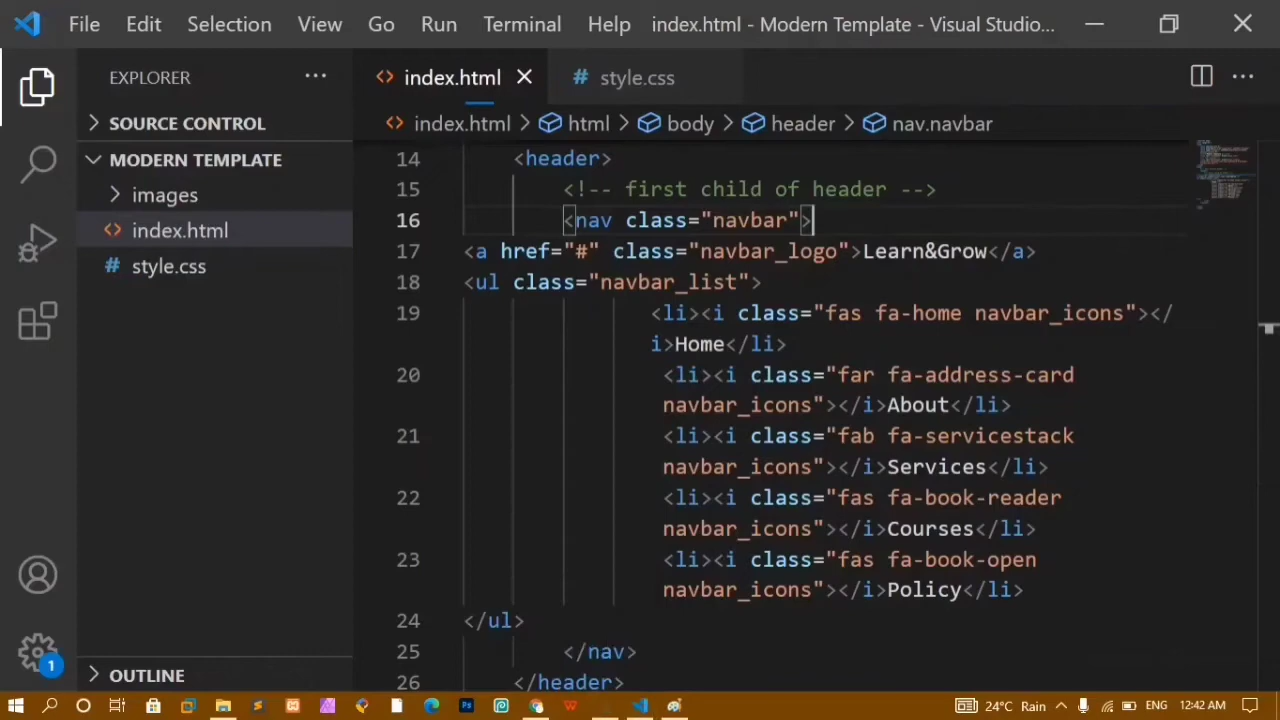 File Edit Selection View Go Run Terminal Help index.html - Modern Template - Visual Studio...
EXPLORER ...
SOURCE CONTROL
MODERN TEMPLATE
images
<> index.html
# style.css
OUTLINE
1
<> index.html × # style.css ...
<> index.html > html > body > header > nav.navbar
14 <header>
15 <!-- first child of header -->
16 <nav class="navbar">
17 <a href="#" class="navbar_logo">Learn&Grow</a>
18 <ul class="navbar_list">
19 <li><i class="fas fa-home navbar_icons"></
i>Home</li>
20 <li><i class="far fa-address-card
navbar_icons"></i>About</li>
21 <li><i class="fab fa-servicestack
navbar_icons"></i>Services</li>
22 <li><i class="fas fa-book-reader
navbar_icons"></i>Courses</li>
23 <li><i class="fas fa-book-open
navbar_icons"></i>Policy</li>
24 </ul>
25 </nav>
26 </header>
24°C Rain ENG 12:42 AM